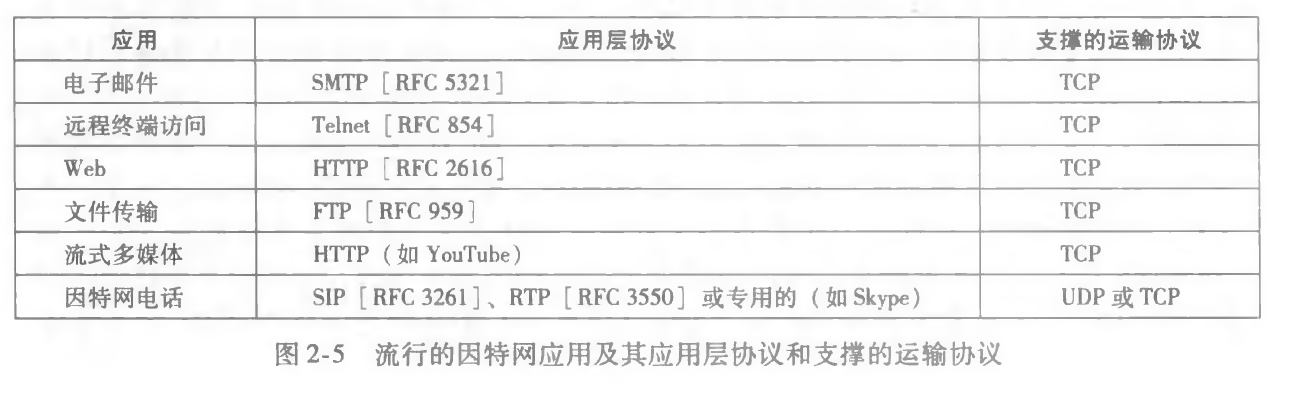 应用 应用层协议 支撑的运输协议
电子邮件 SMTP [RFC 5321] TCP
远程终端访问 Telnet [RFC 854] TCP
Web HTTP [RFC 2616] TCP
文件传输 FTP [RFC 959] TCP
流式多媒体 HTTP（如 YouTube） TCP
因特网电话 SIP [RFC 3261]、RTP [RFC 3550] 或专用的（如 Skype） UDP 或 TCP
图 2-5 流行的因特网应用及其应用层协议和支撑的运输协议